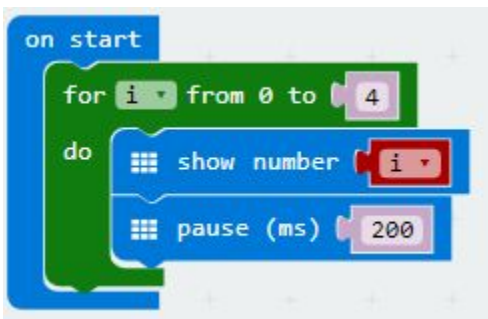 on start
for i from 0 to 4
do show number i
pause (ms) 200